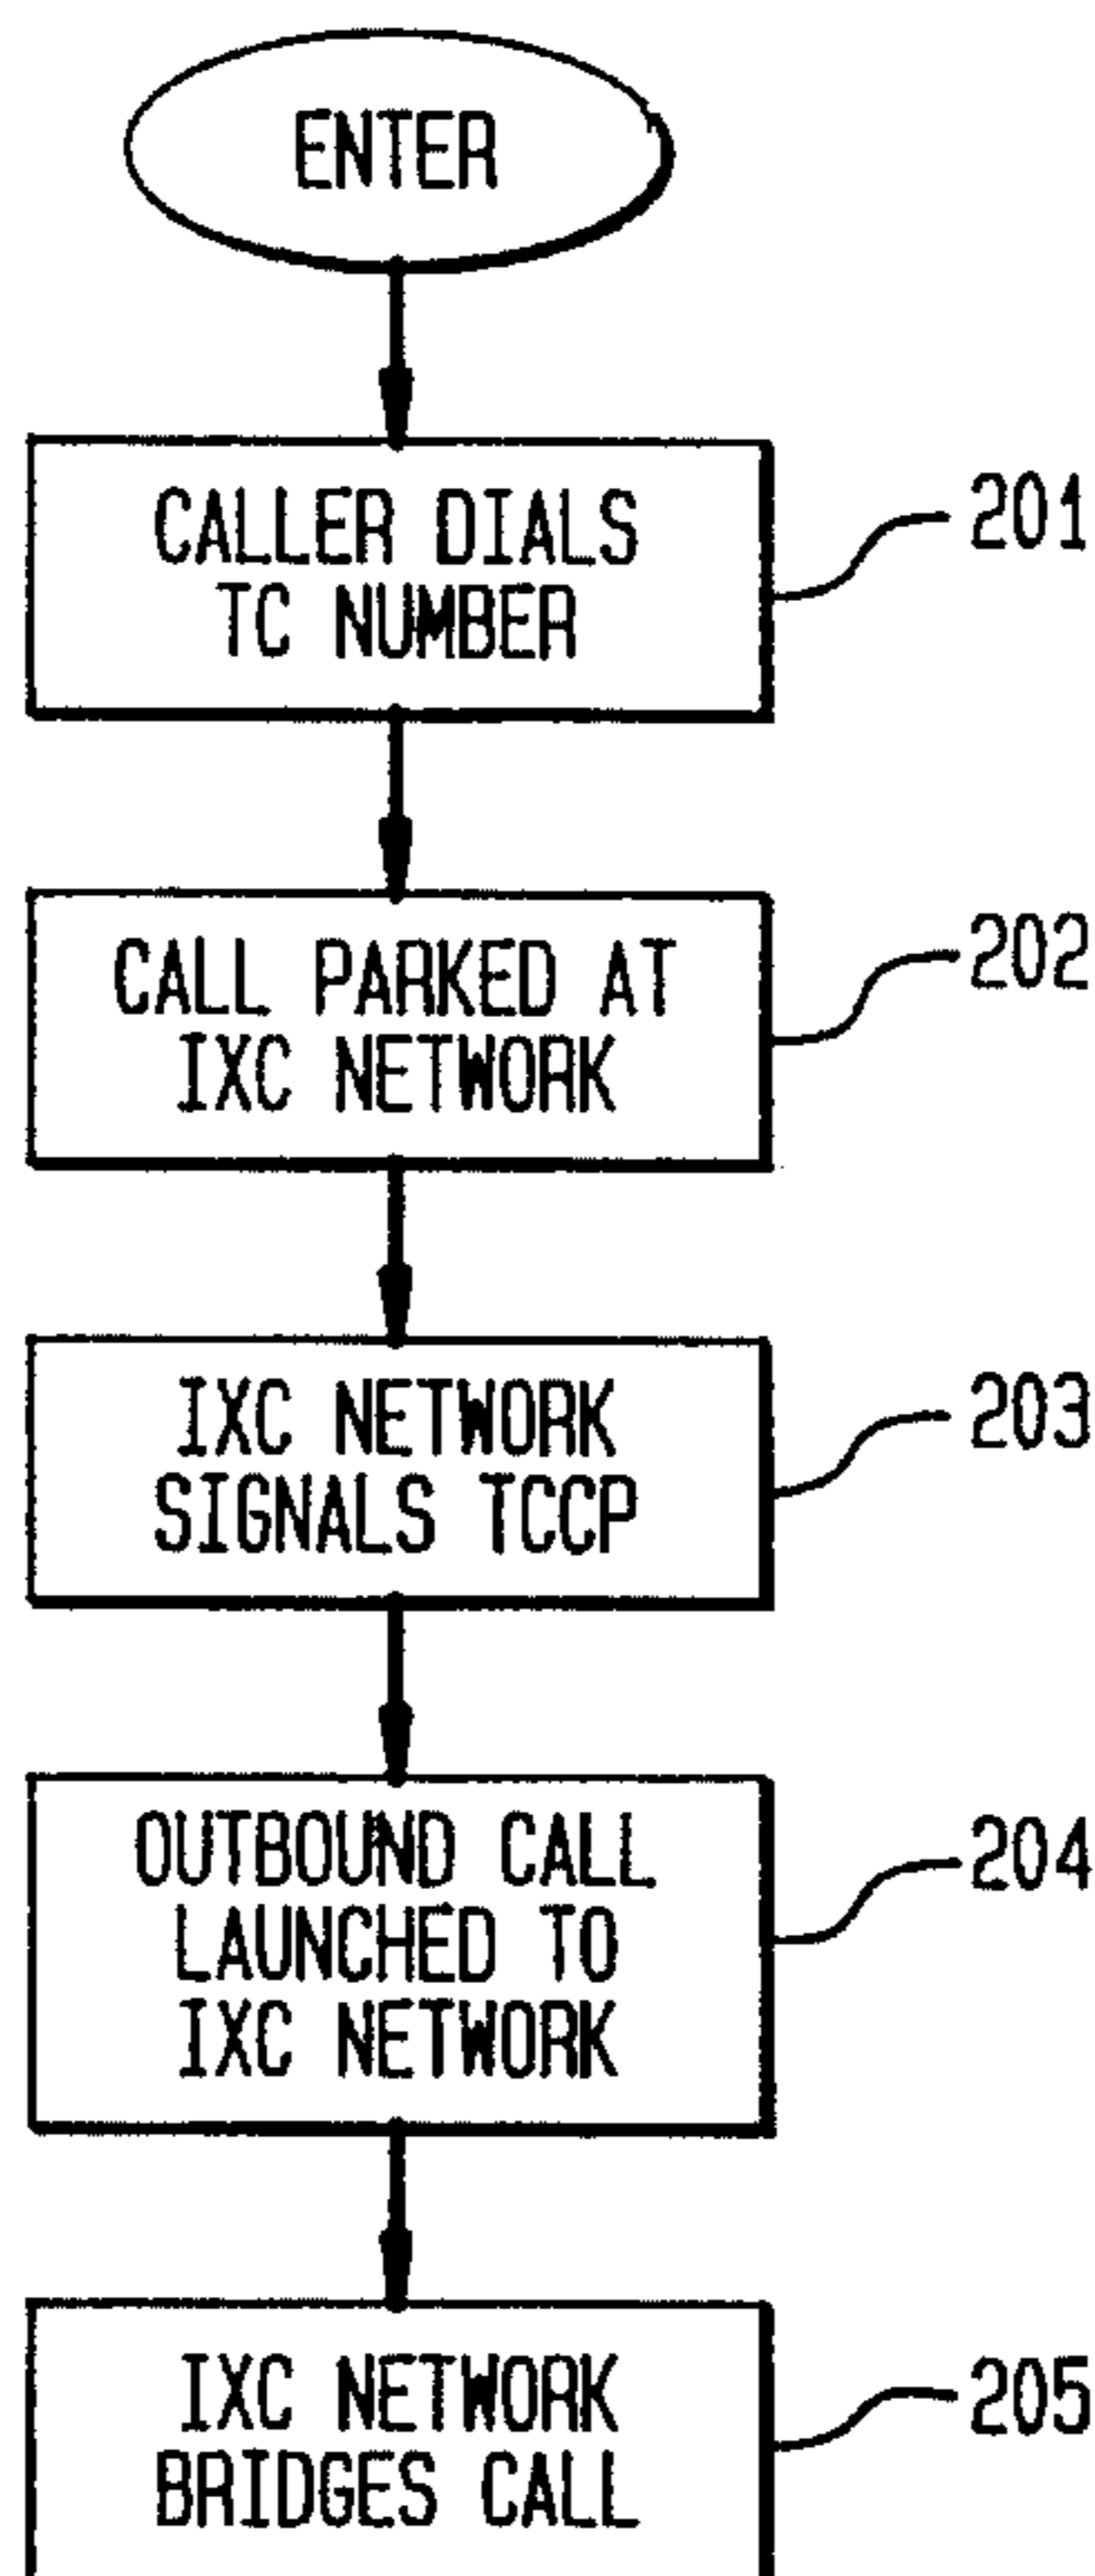 ENTER
CALLER DIALS
TC NUMBER
201
CALL PARKED AT
IXC NETWORK
202
IXC NETWORK
SIGNALS TCCP
203
OUTBOUND CALL
LAUNCHED TO
IXC NETWORK
204
IXC NETWORK
BRIDGES CALL
205